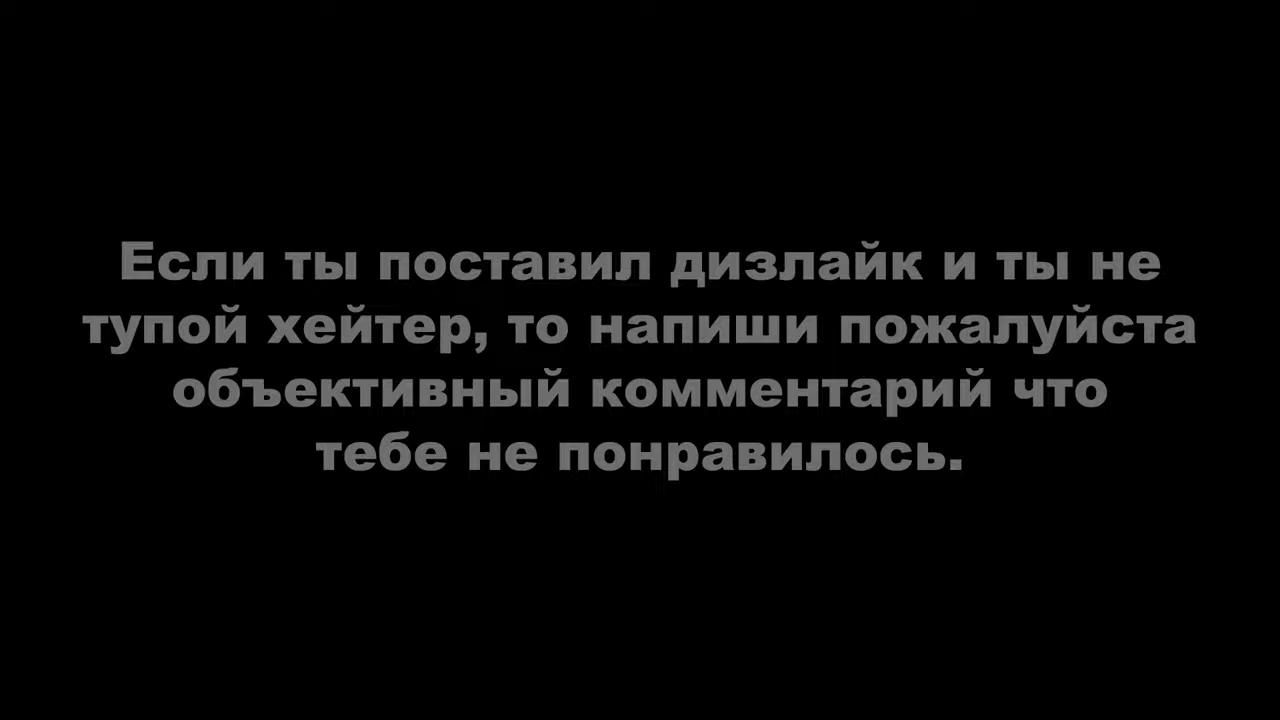 Если ты поставил дизлайк и ты не
тупой хейтер, то напиши пожалуйста
объективный комментарий что
тебе не понравилось.